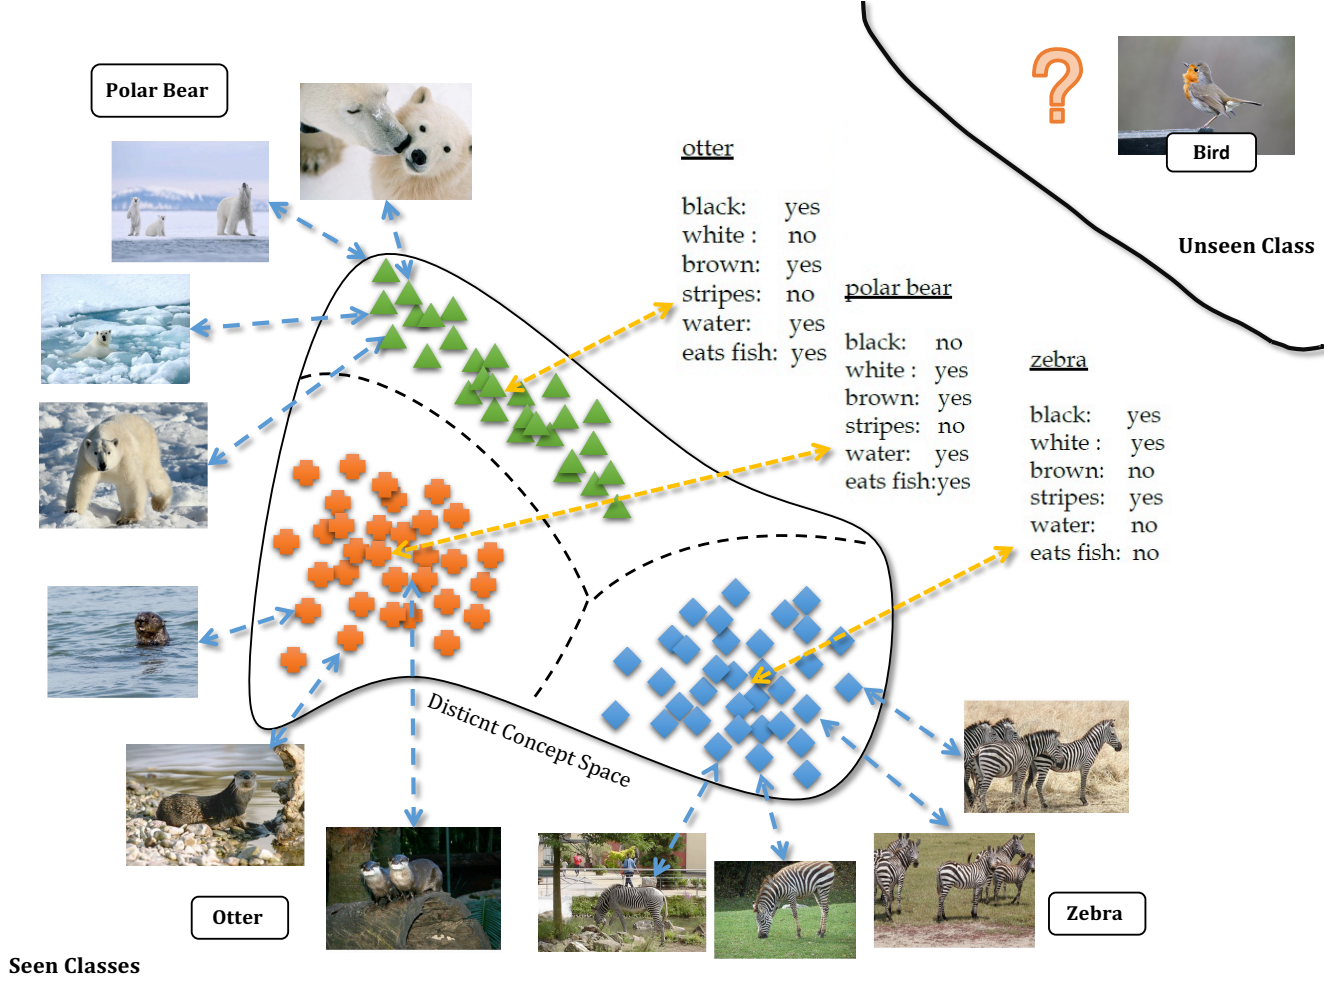 Polar Bear
?
Bird
Unseen Class
otter
black: yes
white : no
brown: yes
stripes: no
water: yes
eats fish: yes
polar bear
black: no
white : yes
brown: yes
stripes: no
water: yes
eats fish:yes
zebra
black: yes
white : yes
brown: no
stripes: yes
water: no
eats fish: no
Disticnt Concept Space
Otter
Zebra
Seen Classes